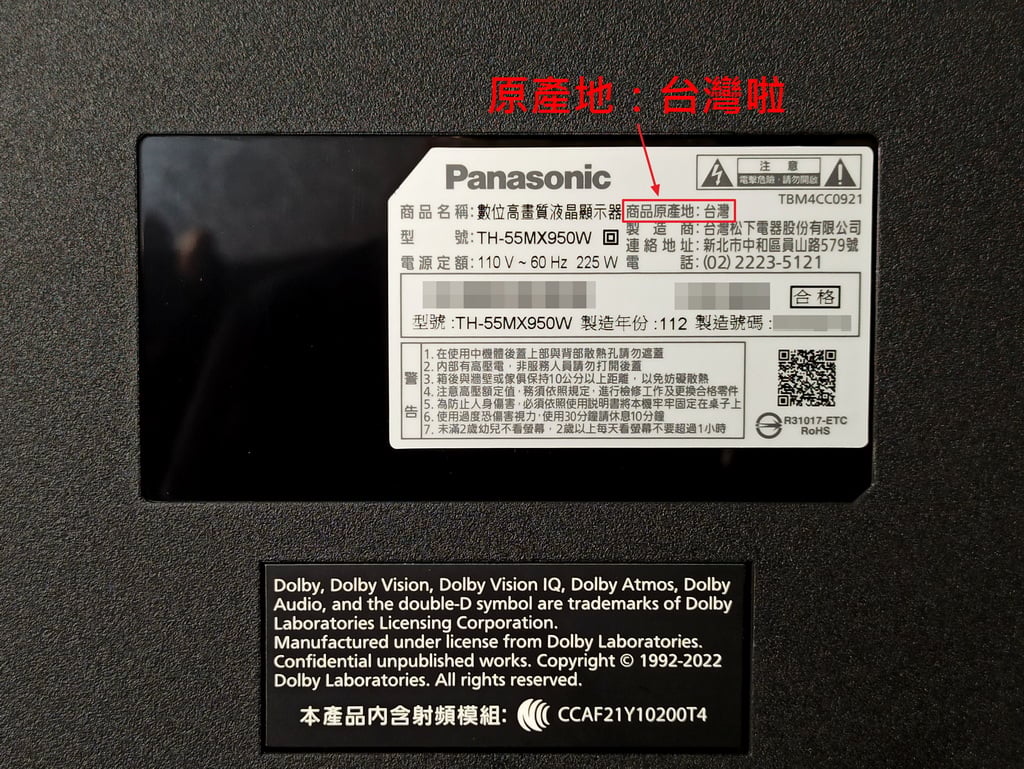 原產地：台灣啦
Panasonic
注 意
電擊危險，請勿開啟
TBM4CC0921
商品名稱：數位高畫質液晶顯示器
商品原產地：台灣
型 號：TH-55MX950W
製 造 商：台灣松下電器股份有限公司
連絡地址：新北市中和區員山路579號
電源定額：110 V ~ 60 Hz 225 W
電 話：(02) 2223-5121
合格
型號：TH-55MX950W 製造年份：112 製造號碼：
警告
1. 在使用中機體後蓋上部與背部散熱孔請勿遮蓋
2. 內部有高壓電，非服務人員請勿打開後蓋
3. 箱後與牆壁或傢俱保持10公分以上距離，以免妨礙散熱
4. 注意高壓額定值，務須依照規定，進行檢修工作及更換合格零件
5. 為防止人身傷害，必須依照使用說明書將本機牢牢固定在桌子上
6. 使用過度恐傷害視力，使用30分鐘請休息10分鐘
7. 未滿2歲幼兒不看螢幕，2歲以上每天看螢幕不要超過1小時
R31017-ETC
RoHS
Dolby, Dolby Vision, Dolby Vision IQ, Dolby Atmos, Dolby
Audio, and the double-D symbol are trademarks of Dolby
Laboratories Licensing Corporation.
Manufactured under license from Dolby Laboratories.
Confidential unpublished works. Copyright © 1992-2022
Dolby Laboratories. All rights reserved.
本產品內含射頻模組: CCAF21Y10200T4